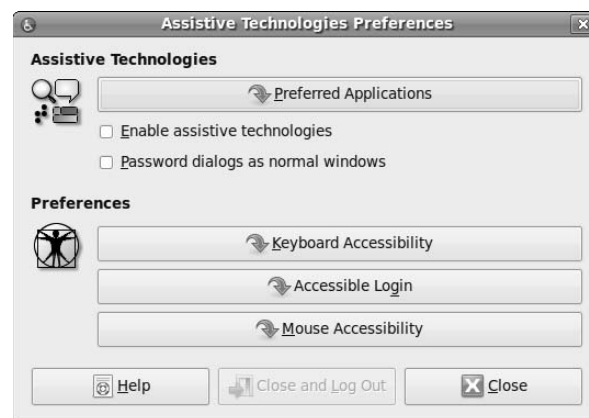 Assistive Technologies Preferences
Assistive Technologies
Preferred Applications
Enable assistive technologies
Password dialogs as normal windows
Preferences
Keyboard Accessibility
Accessible Login
Mouse Accessibility
Help Close and Log Out Close